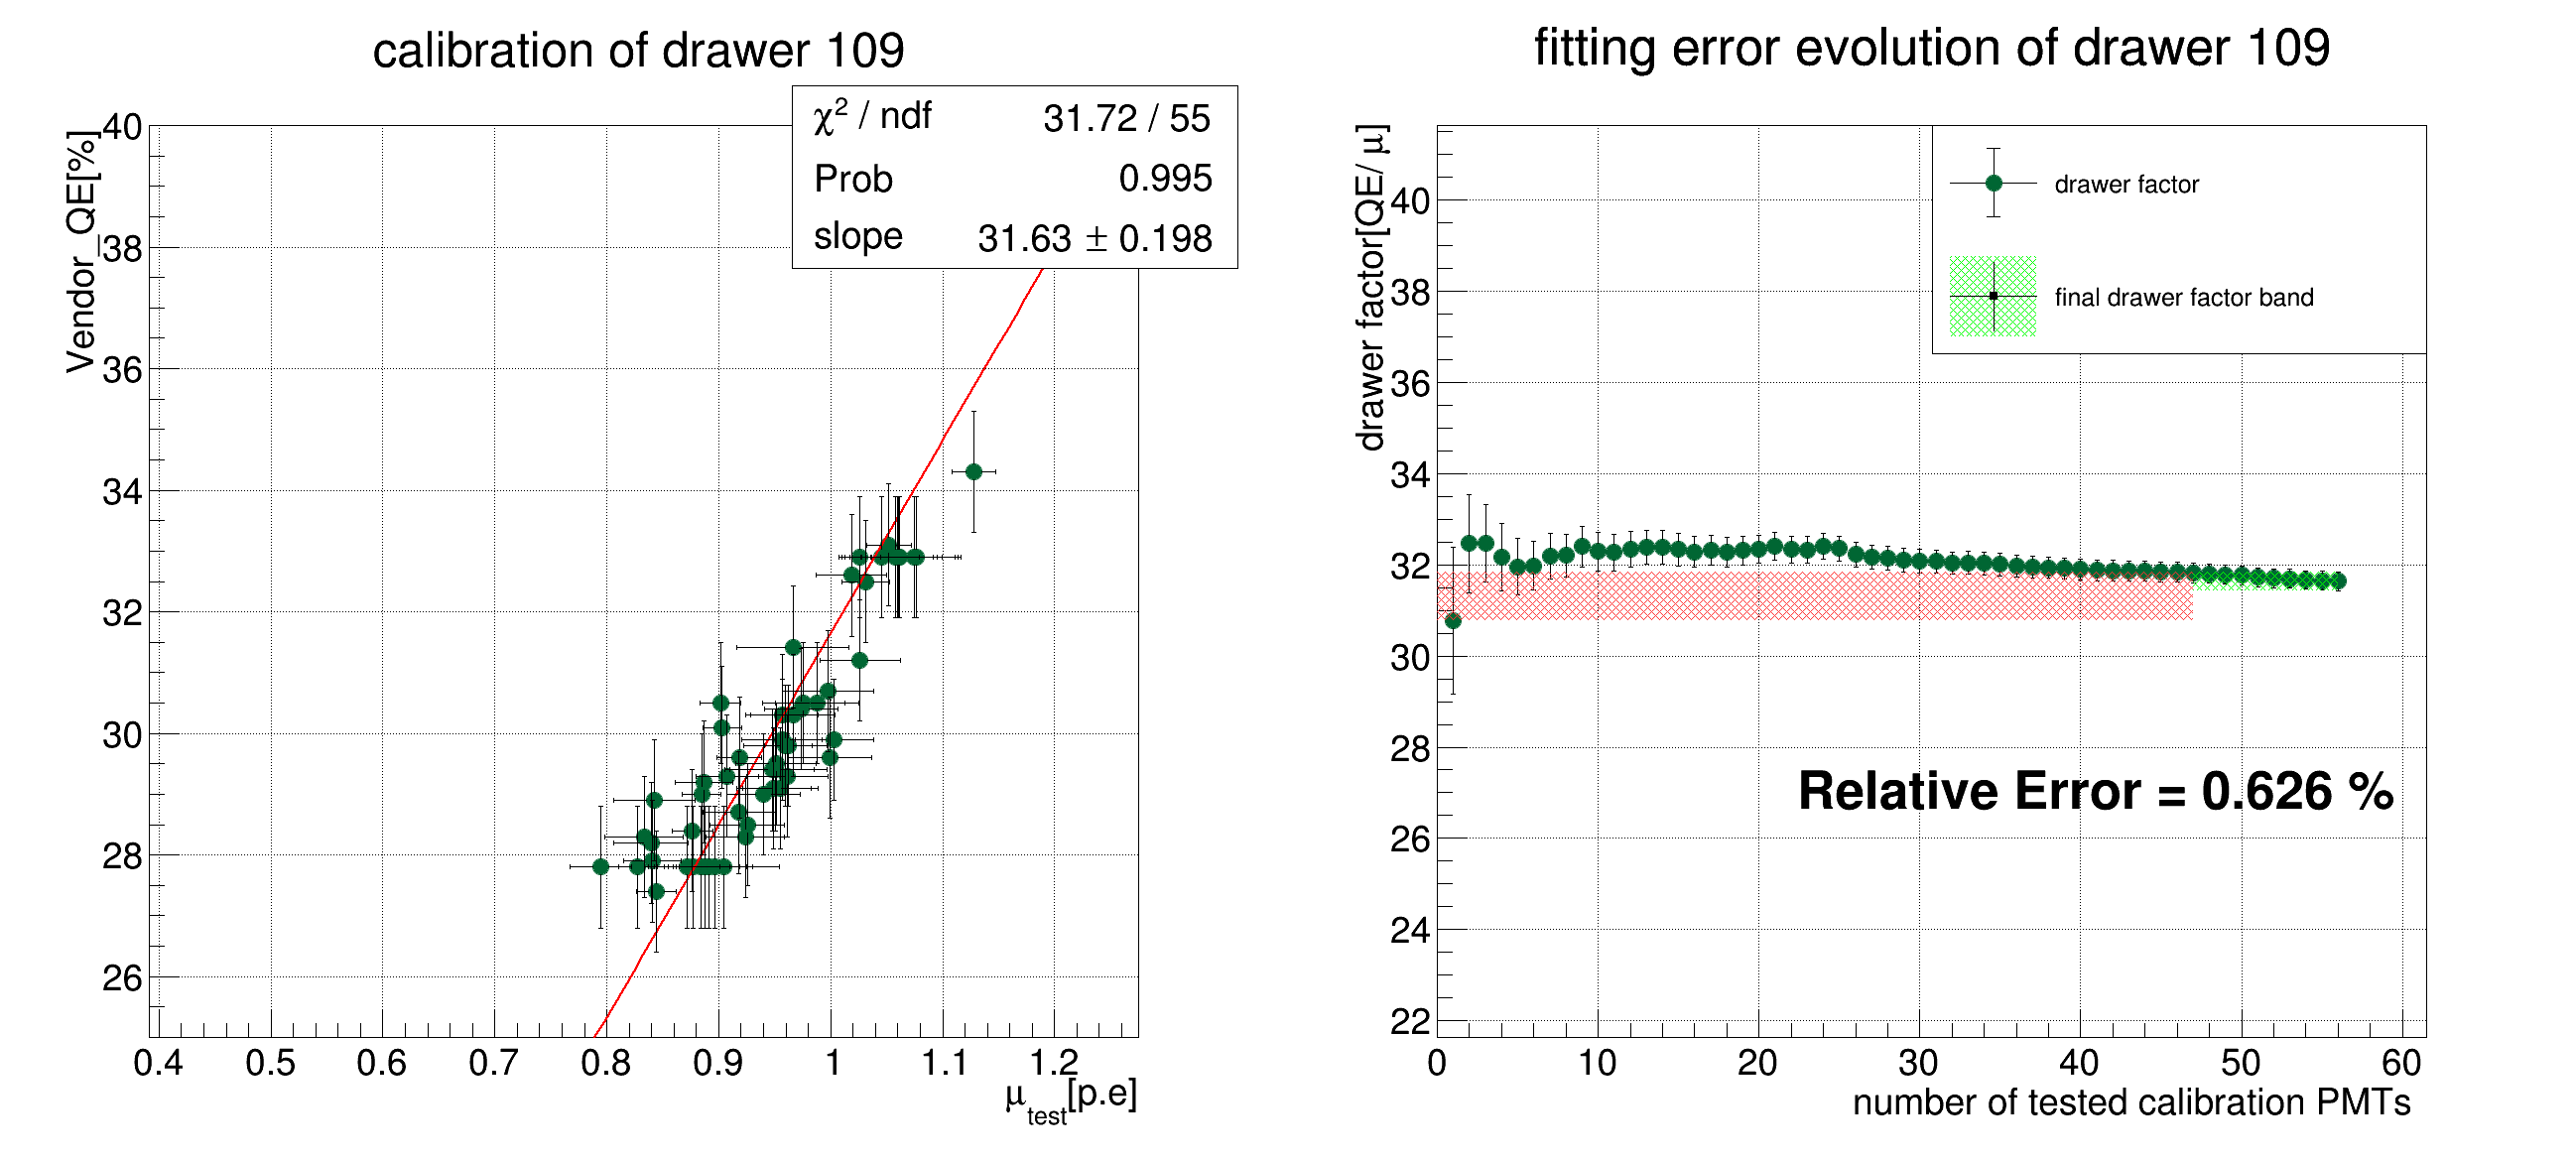 calibration of drawer 109
χ² / ndf 31.72 / 55
Prob 0.995
slope 31.63 ± 0.198
Vendor_QE[%]
40
38
36
34
32
30
28
26
0.4 0.5 0.6 0.7 0.8 0.9 1 1.1 1.2
μtest[p.e]
fitting error evolution of drawer 109
drawer factor[QE/ μ]
drawer factor
final drawer factor band
40
38
36
34
32
30
28
26
24
22
Relative Error = 0.626 %
0 10 20 30 40 50 60
number of tested calibration PMTs